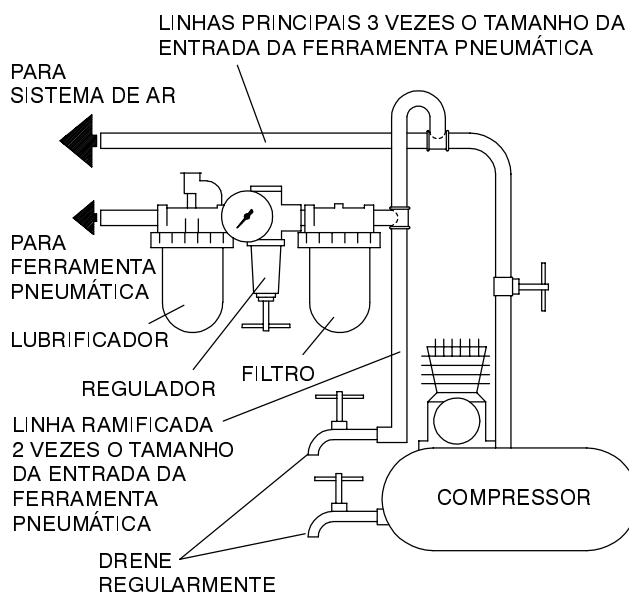 LINHAS PRINCIPAIS 3 VEZES O TAMANHO DA
ENTRADA DA FERRAMENTA PNEUMÁTICA
PARA
SISTEMA DE AR
PARA
FERRAMENTA
PNEUMÁTICA
LUBRIFICADOR
REGULADOR
FILTRO
LINHA RAMIFICADA
2 VEZES O TAMANHO
DA ENTRADA DA
FERRAMENTA
PNEUMÁTICA
COMPRESSOR
DRENE
REGULARMENTE